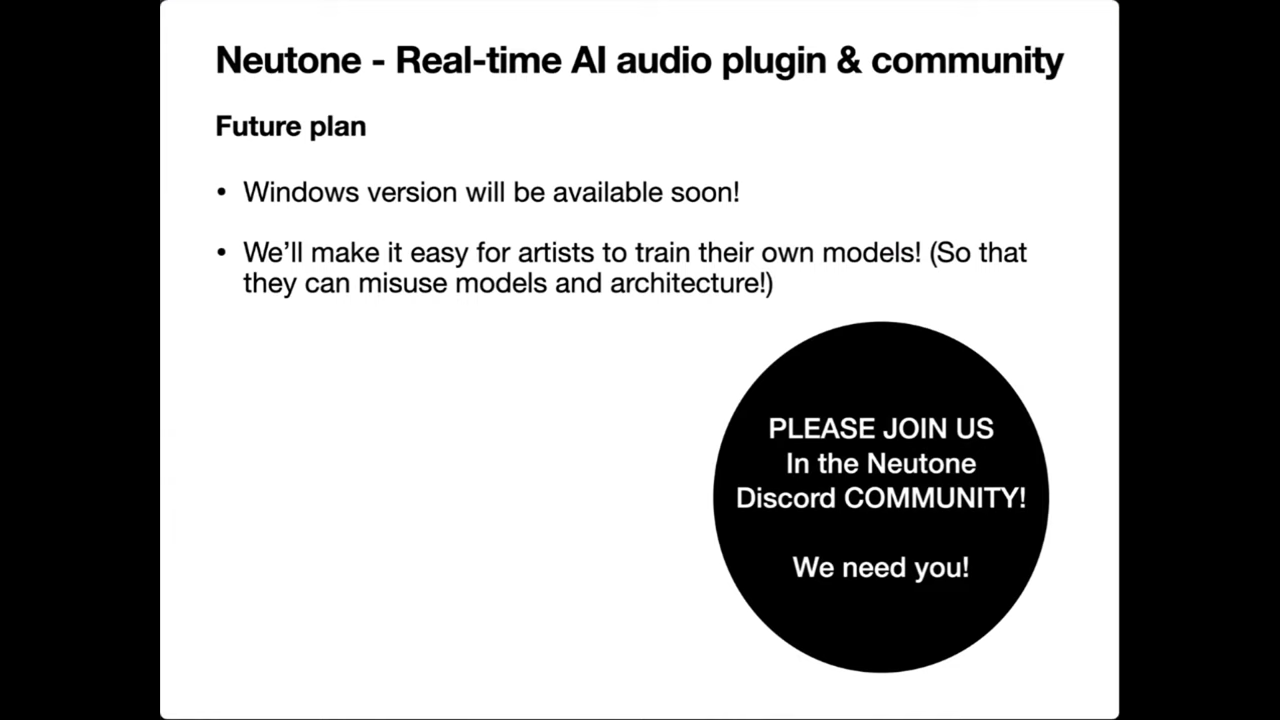 Neutone - Real-time AI audio plugin & community
Future plan
• Windows version will be available soon!
• We’ll make it easy for artists to train their own models! (So that
they can misuse models and architecture!)
PLEASE JOIN US
In the Neutone
Discord COMMUNITY!
We need you!